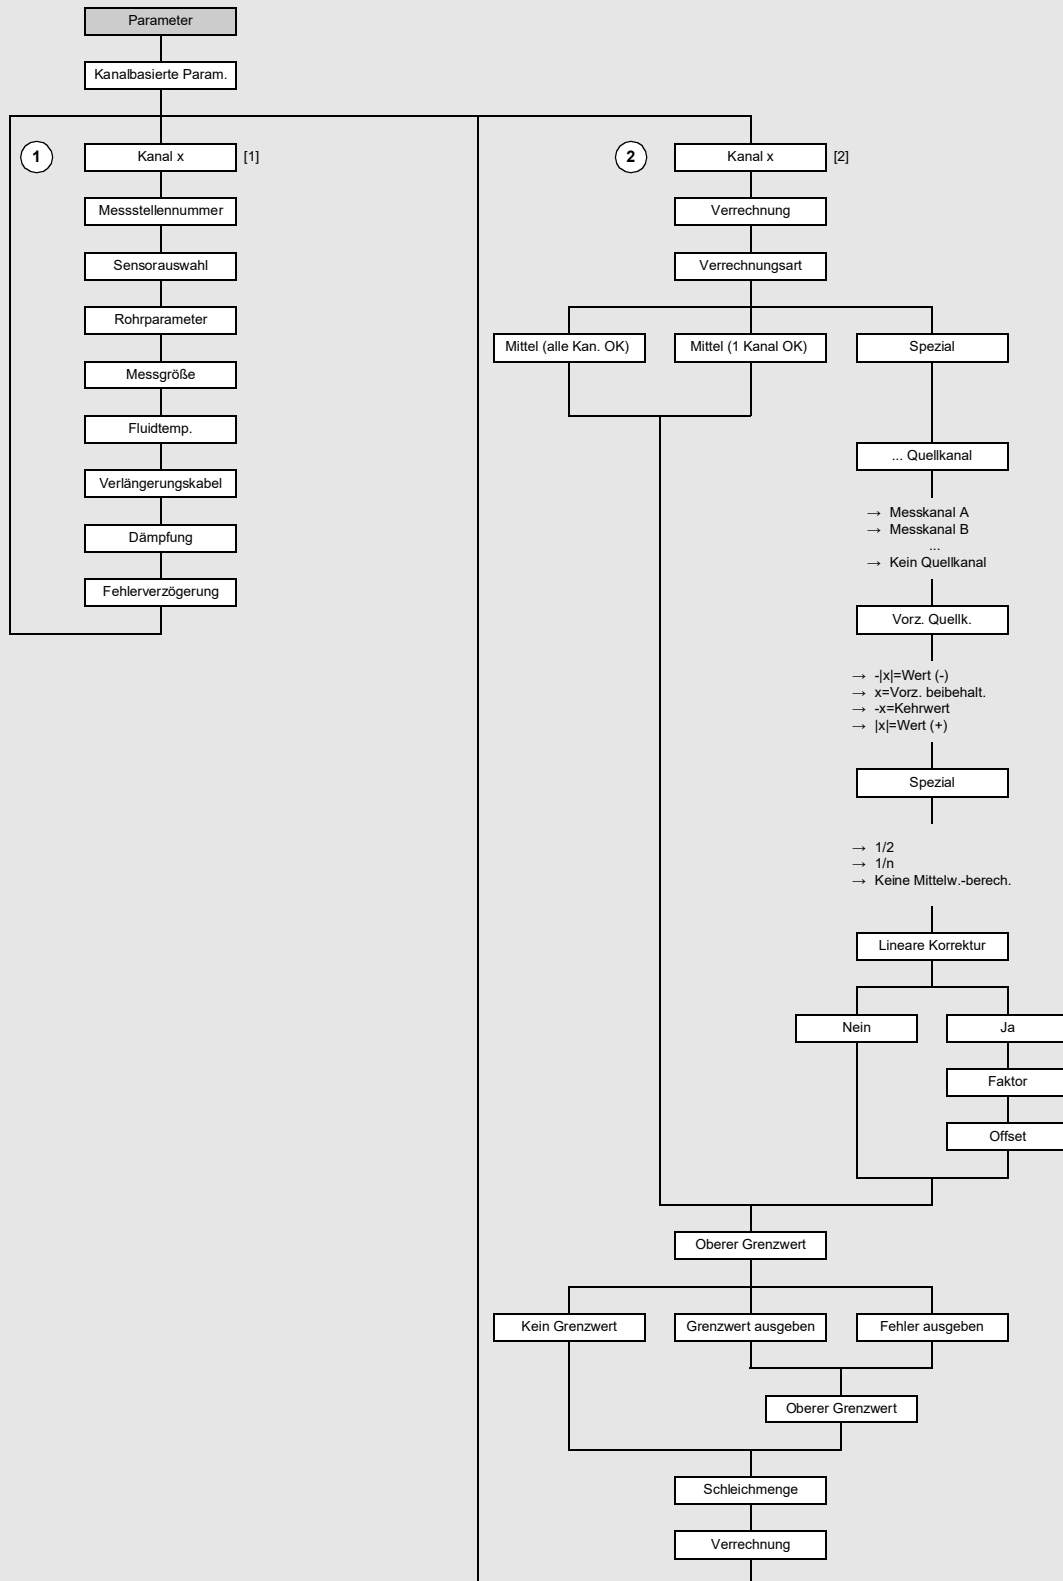 Parameter
Kanalbasierte Param.
1
Kanal x
[1]
Messstellennummer
Sensorauswahl
Rohrparameter
Messgröße
Fluidtemp.
Verlängerungskabel
Dämpfung
Fehlerverzögerung
2
Kanal x
[2]
Verrechnung
Verrechnungsart
Mittel (alle Kan. OK)
Mittel (1 Kanal OK)
Spezial
... Quellkanal
→ Messkanal A
→ Messkanal B
...
→ Kein Quellkanal
Vorz. Quellk.
→ -|x|=Wert (-)
→ x=Vorz. beibehalt.
→ -x=Kehrwert
→ |x|=Wert (+)
Spezial
→ 1/2
→ 1/n
→ Keine Mittelw.-berech.
Lineare Korrektur
Nein
Ja
Faktor
Offset
Oberer Grenzwert
Kein Grenzwert
Grenzwert ausgeben
Fehler ausgeben
Oberer Grenzwert
Schleichmenge
Verrechnung